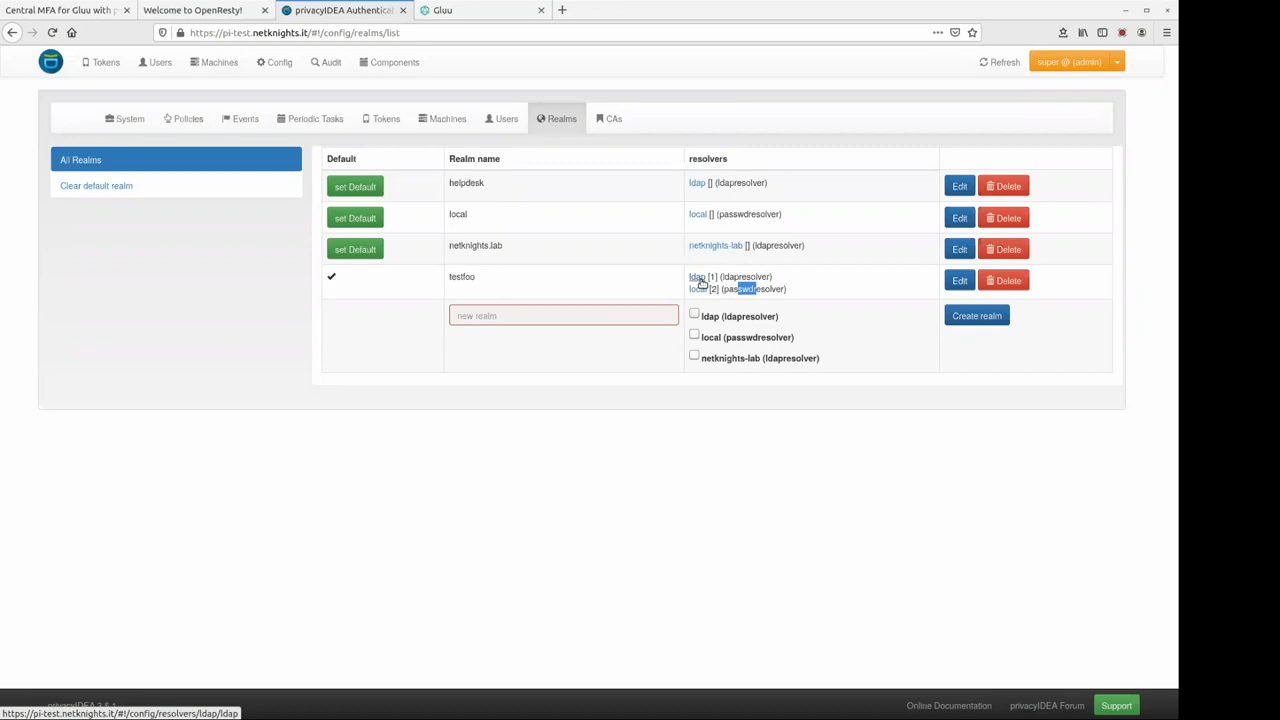 Central MFA for Gluu with p
Welcome to OpenResty!
privacyIDEA Authentica
Gluu
https://pi-test.netknights.it/#!/config/realms/list
Tokens
Users
Machines
Config
Audit
Components
Refresh
super @ (admin)
System
Policies
Events
Periodic Tasks
Tokens
Machines
Users
Realms
CAs
All Realms
Clear default realm
Default
Realm name
resolvers
set Default
helpdesk
ldap [] (ldapresolver)
Edit
Delete
set Default
local
local [] (passwdresolver)
Edit
Delete
set Default
netknights.lab
netknights-lab [] (ldapresolver)
Edit
Delete
testfoo
ldap [1] (ldapresolver)
local [2] (passwdresolver)
Edit
Delete
new realm
ldap (ldapresolver)
local (passwdresolver)
netknights-lab (ldapresolver)
Create realm
privacyIDEA 3.5.1
https://pi-test.netknights.it/#!/config/resolvers/ldap/ldap
Online Documentation
privacyIDEA Forum
Support